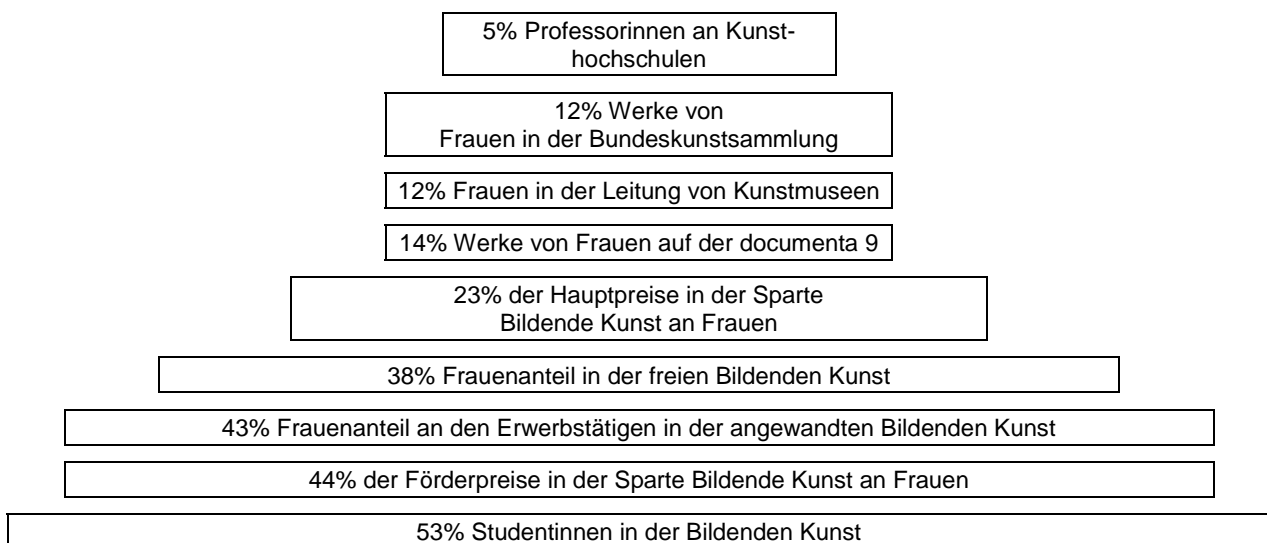 5% Professorinnen an Kunst-
hochschulen
12% Werke von
Frauen in der Bundeskunstsammlung
12% Frauen in der Leitung von Kunstmuseen
14% Werke von Frauen auf der documenta 9
23% der Hauptpreise in der Sparte
Bildende Kunst an Frauen
38% Frauenanteil in der freien Bildenden Kunst
43% Frauenanteil an den Erwerbstätigen in der angewandten Bildenden Kunst
44% der Förderpreise in der Sparte Bildende Kunst an Frauen
53% Studentinnen in der Bildenden Kunst